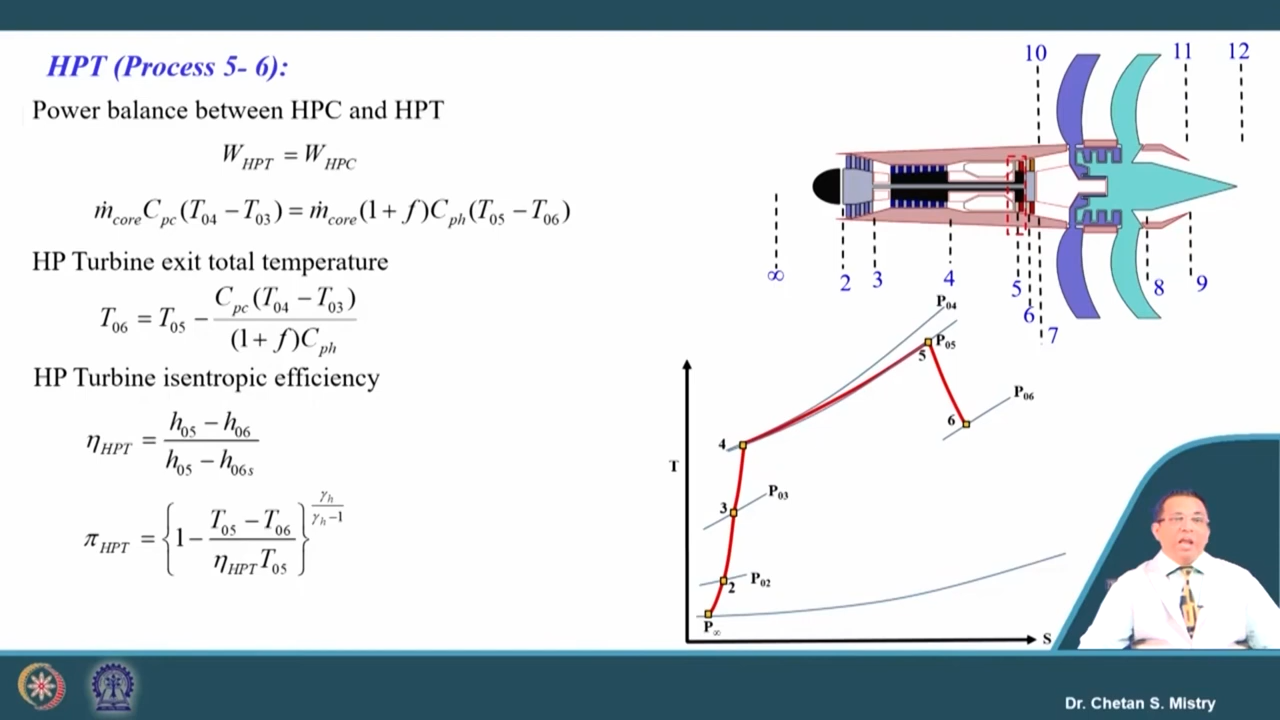 HPT (Process 5- 6):
Power balance between HPC and HPT
W_HPT = W_HPC
ṁ_core C_pc (T_04 − T_03) = ṁ_core (1 + f) C_ph (T_05 − T_06)
HP Turbine exit total temperature
T_06 = T_05 − C_pc (T_04 − T_03) / (1 + f) C_ph
HP Turbine isentropic efficiency
η_HPT = h_05 − h_06 / h_05 − h_06s
π_HPT = {1 − T_05 − T_06 / η_HPT T_05}^(γ_h / γ_h −1)
10 11 12
∞ 2 3 4 5 6 7 8 9
P_04
5 P_05
P_06
6
4
T
P_03
3
P_02
2
P_∞
S
Dr. Chetan S. Mistry